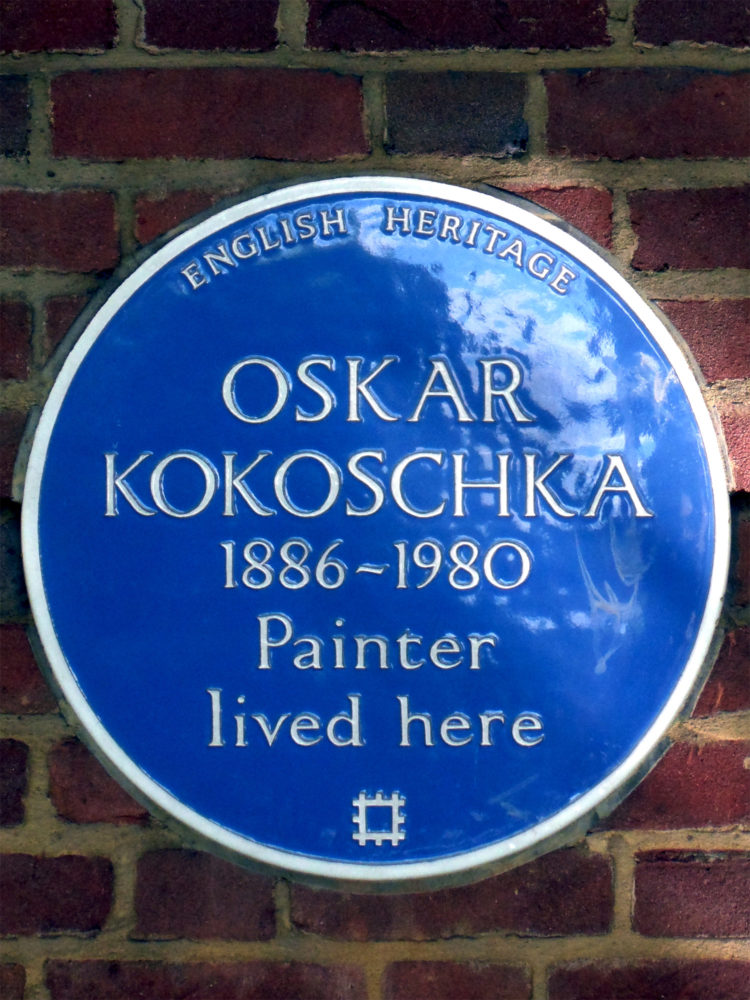 ENGLISH HERITAGE
OSKAR
KOKOSCHKA
1886~1980
Painter
lived here